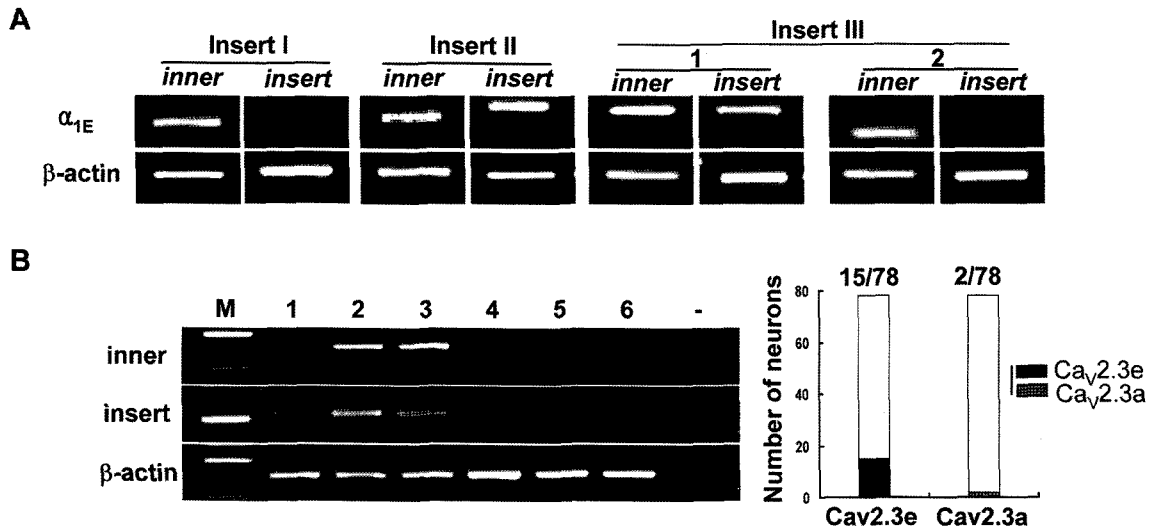 A
Insert I
Insert II
Insert III
1
2
inner
insert
inner
insert
inner
insert
inner
insert
α1E
β-actin
B
M 1 2 3 4 5 6 -
inner
insert
β-actin
15/78
2/78
Number of neurons
80
60
40
20
0
CaV2.3e
CaV2.3a
Cav2.3e
Cav2.3a